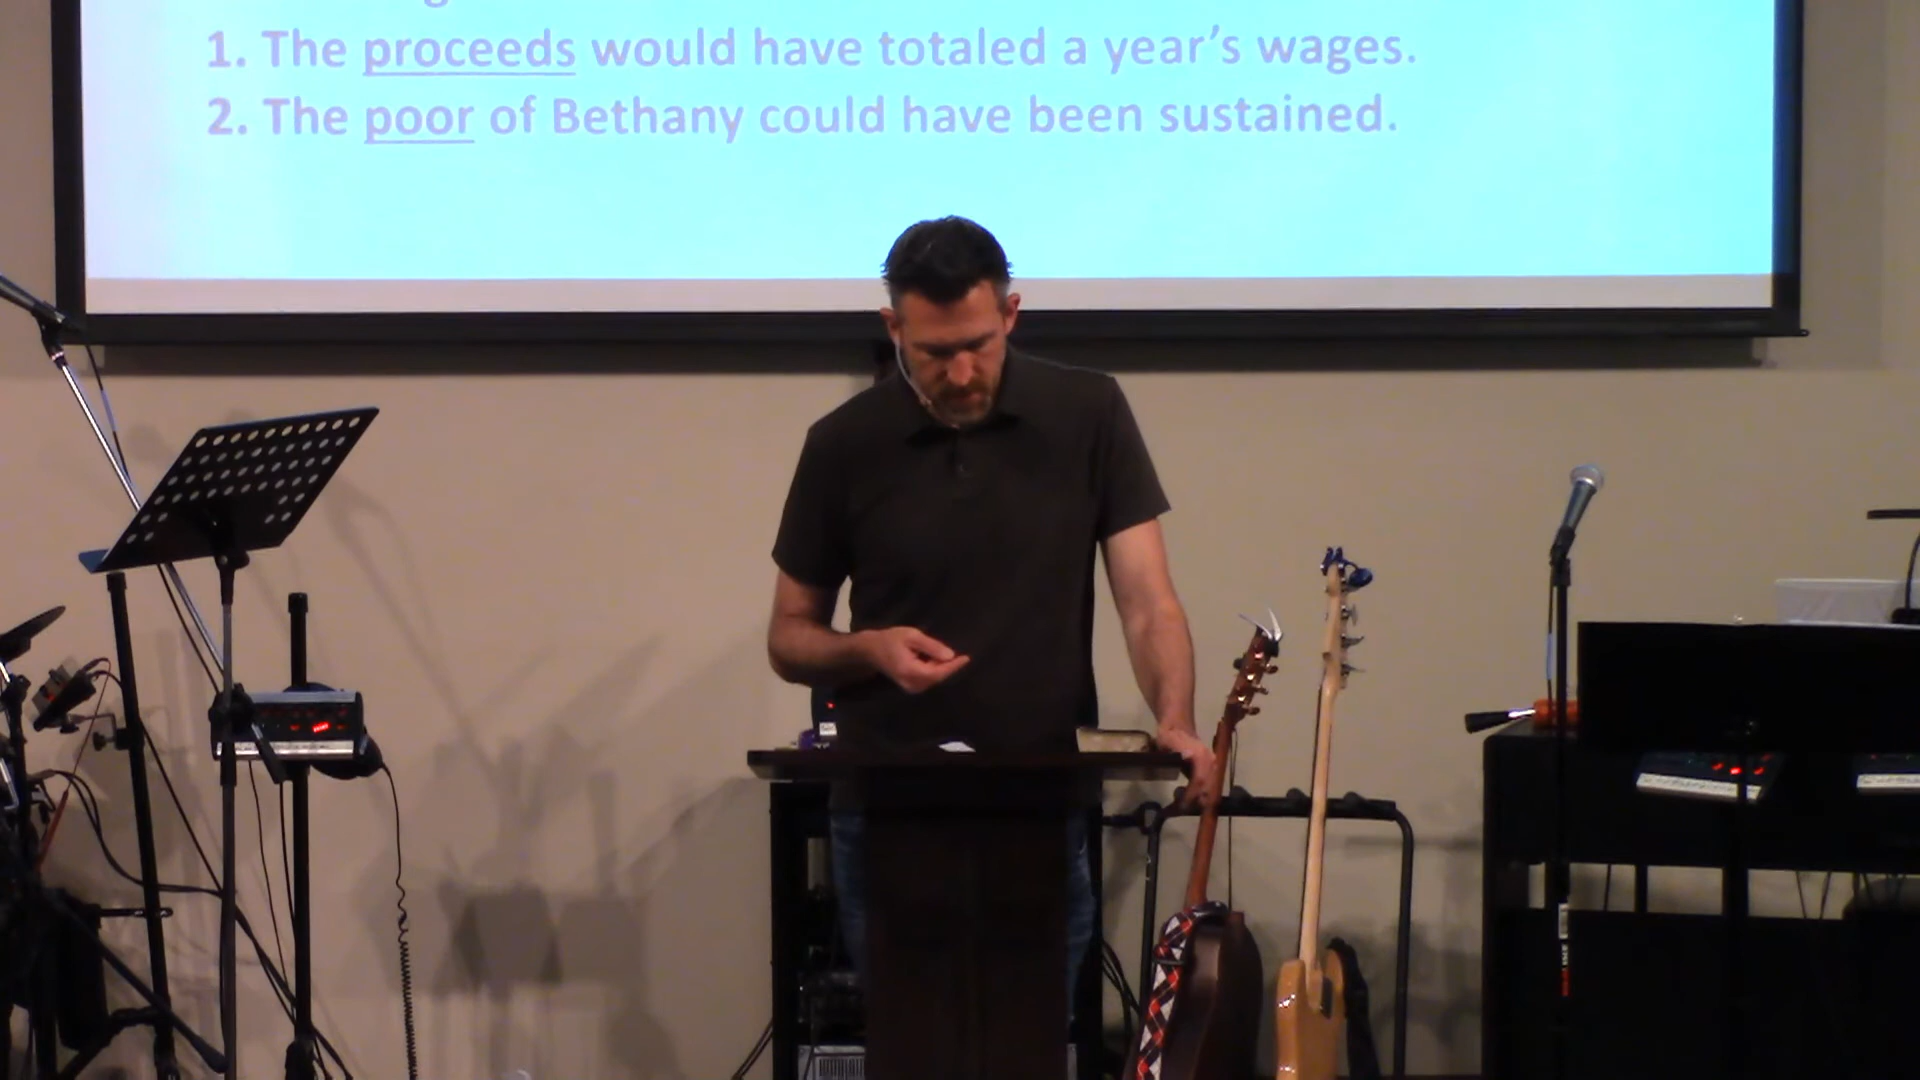 1. The proceeds would have totaled a year's wages.
2. The poor of Bethany could have been sustained.